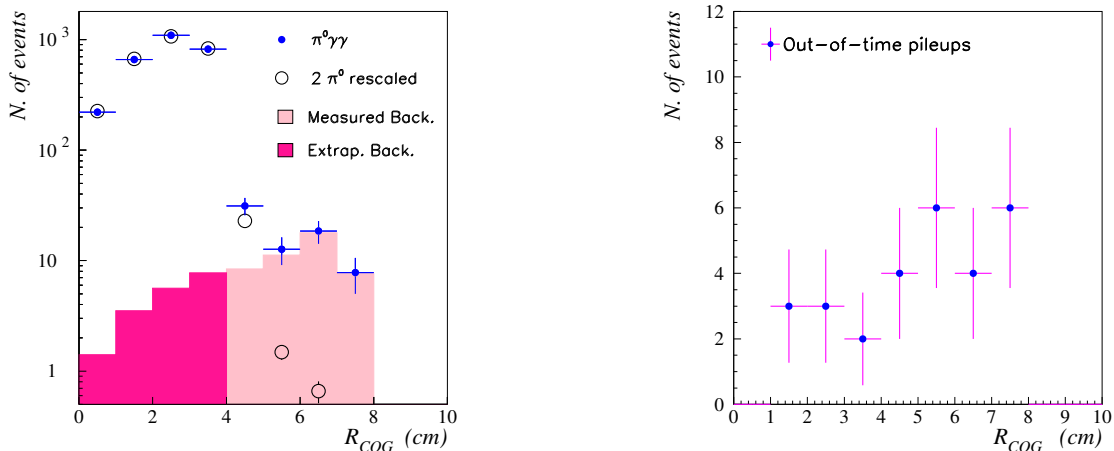 N. of events
10³
10²
10
1
π⁰γγ
2 π⁰ rescaled
Measured Back.
Extrap. Back.
0 2 4 6 8 10
R_COG (cm)
N. of events
12
10
8
6
4
2
0
Out-of-time pileups
0 1 2 3 4 5 6 7 8 9 10
R_COG (cm)